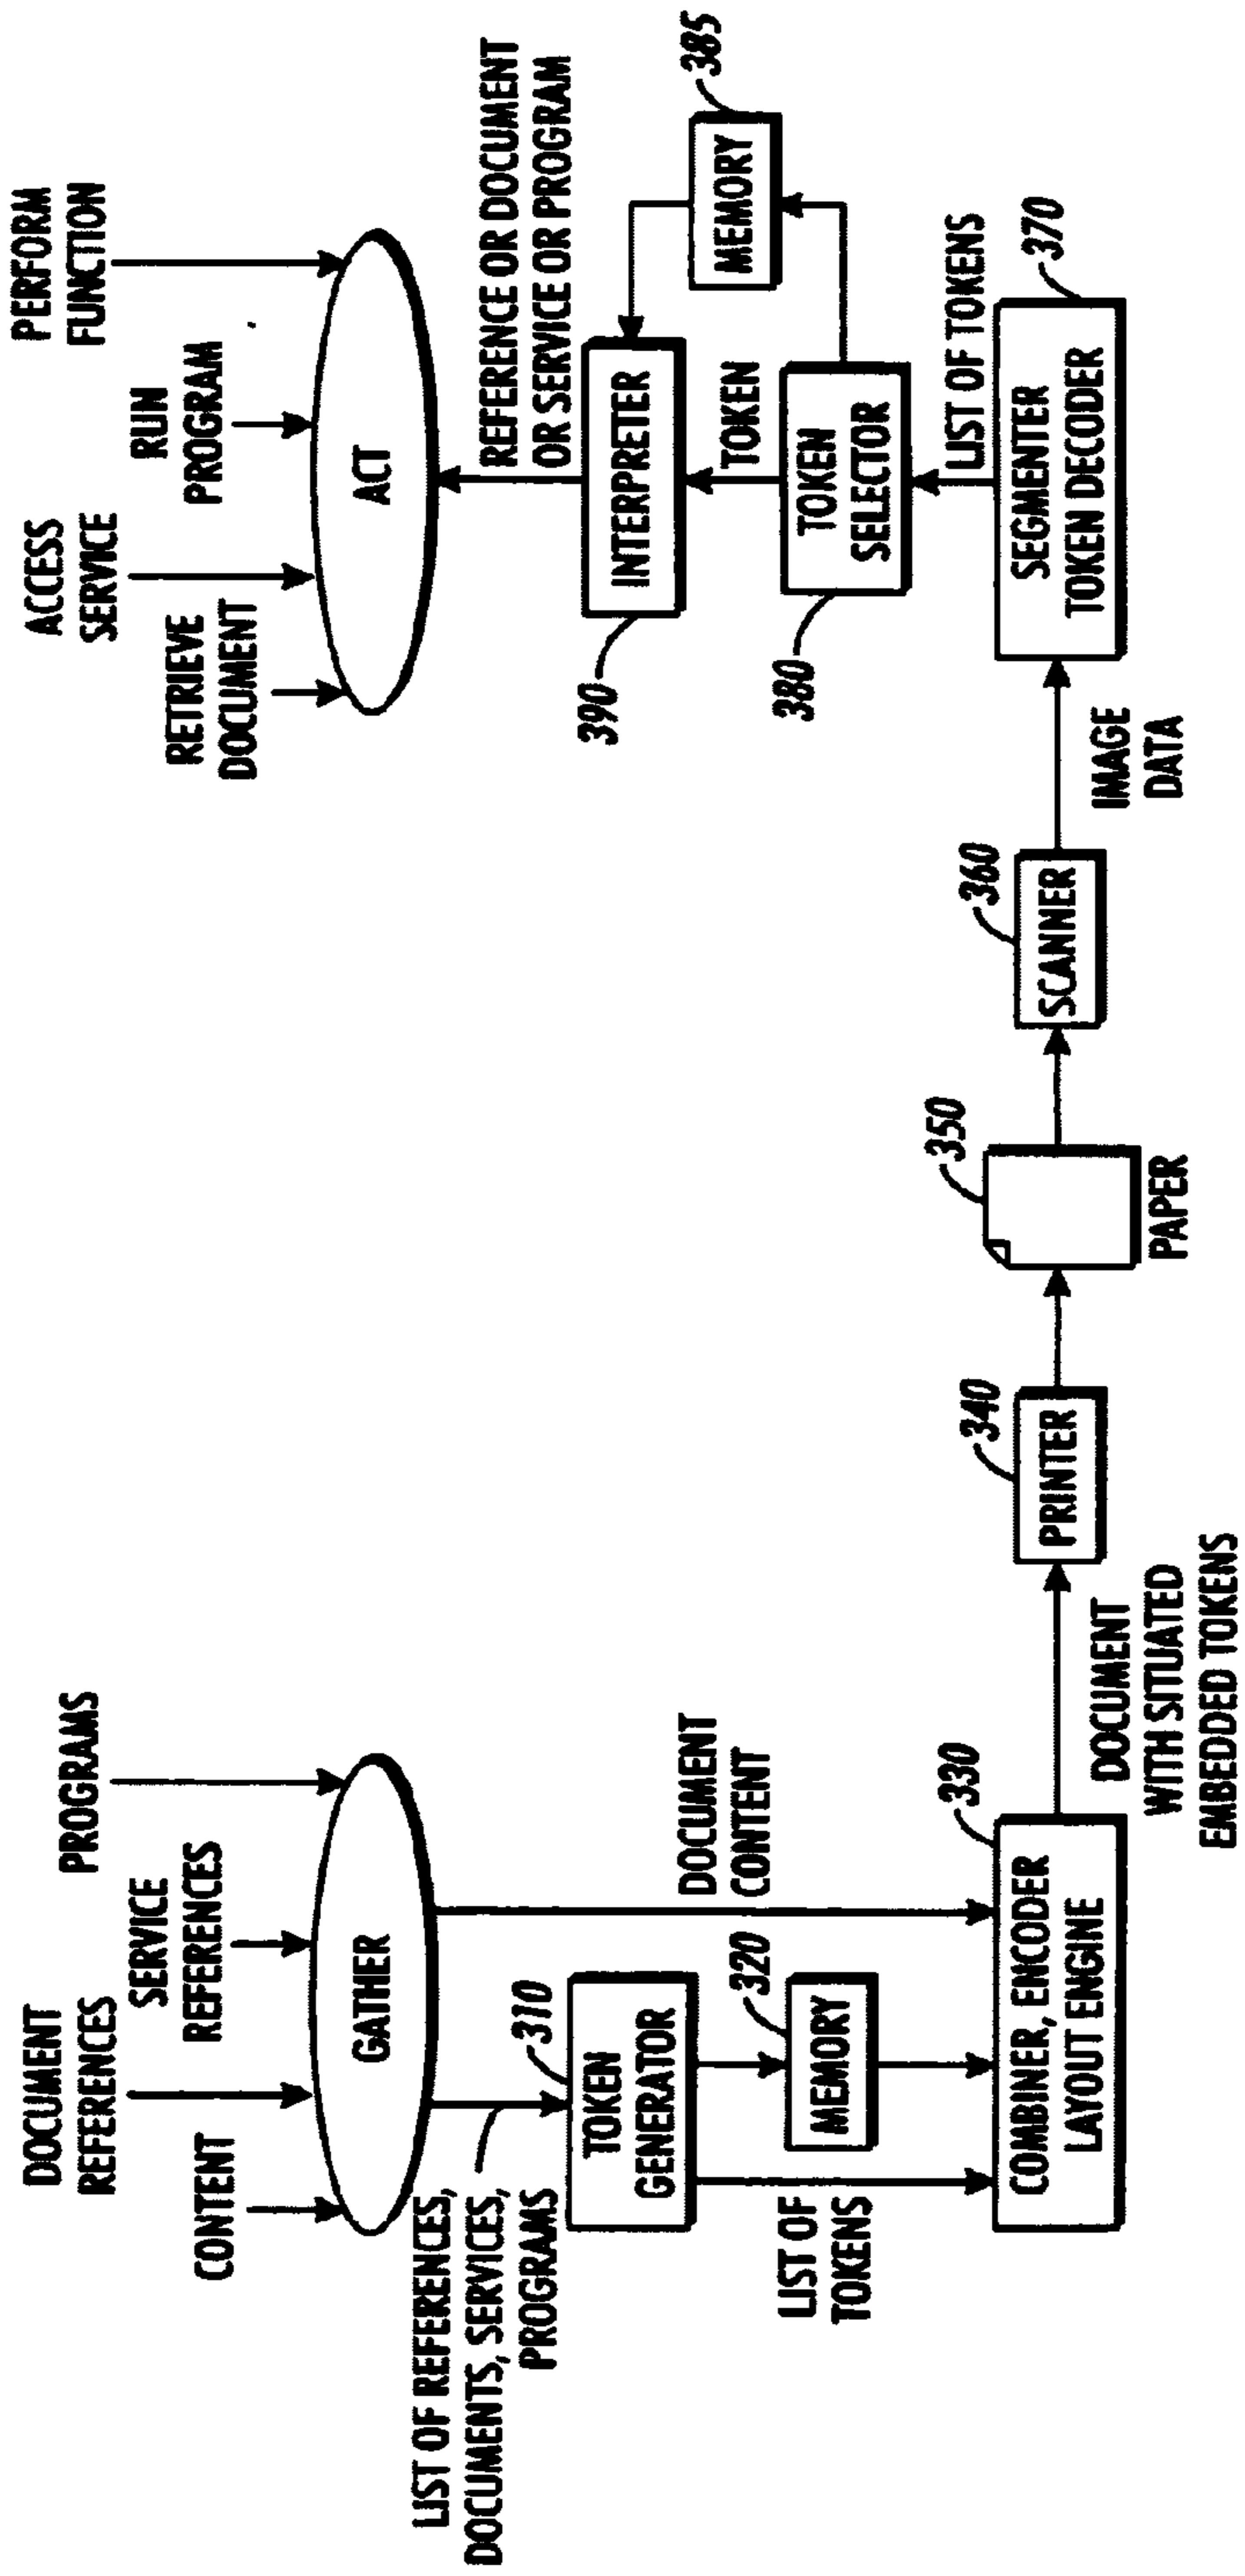 DOCUMENT
REFERENCES
PROGRAMS
CONTENT
SERVICE
REFERENCES
GATHER
LIST OF REFERENCES,
DOCUMENTS, SERVICES,
PROGRAMS
310
TOKEN
GENERATOR
DOCUMENT
CONTENT
LIST OF
TOKENS
320
MEMORY
330
COMBINER, ENCODER
LAYOUT ENGINE
DOCUMENT
WITH SITUATED
EMBEDDED TOKENS
340
PRINTER
350
PAPER
360
SCANNER
IMAGE
DATA
370
SEGMENTER
TOKEN DECODER
LIST OF TOKENS
380
TOKEN
SELECTOR
TOKEN
385
MEMORY
390
INTERPRETER
REFERENCE OR DOCUMENT
OR SERVICE OR PROGRAM
ACT
RETRIEVE
DOCUMENT
ACCESS
SERVICE
RUN
PROGRAM
PERFORM
FUNCTION